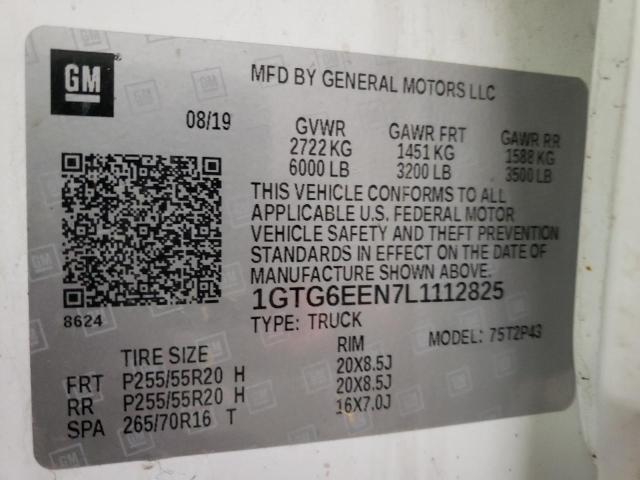 GM
MFD BY GENERAL MOTORS LLC
08/19
GVWR GAWR FRT GAWR RR
2722 KG 1451 KG 1588 KG
6000 LB 3200 LB 3500 LB
THIS VEHICLE CONFORMS TO ALL
APPLICABLE U.S. FEDERAL MOTOR
VEHICLE SAFETY AND THEFT PREVENTION
STANDARDS IN EFFECT ON THE DATE OF
MANUFACTURE SHOWN ABOVE.
8624
1GTG6EEN7L1112825
TYPE: TRUCK MODEL: 75T2P43
TIRE SIZE RIM
FRT P255/55R20 H 20X8.5J
RR P255/55R20 H 20X8.5J
SPA 265/70R16 T 16X7.0J